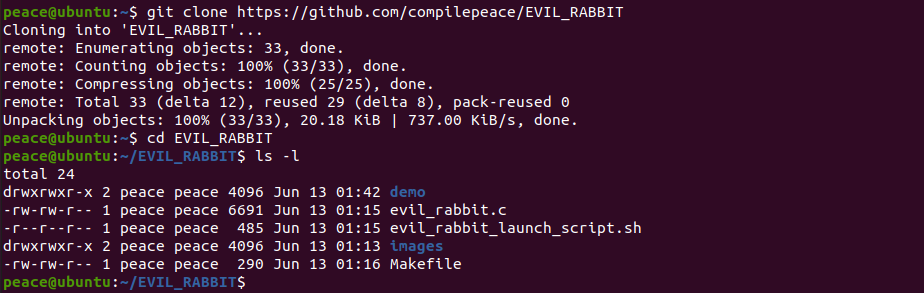 peace@ubuntu:~$ git clone https://github.com/compilepeace/EVIL_RABBIT
Cloning into 'EVIL_RABBIT'...
remote: Enumerating objects: 33, done.
remote: Counting objects: 100% (33/33), done.
remote: Compressing objects: 100% (25/25), done.
remote: Total 33 (delta 12), reused 29 (delta 8), pack-reused 0
Unpacking objects: 100% (33/33), 20.18 KiB | 737.00 KiB/s, done.
peace@ubuntu:~$ cd EVIL_RABBIT
peace@ubuntu:~/EVIL_RABBIT$ ls -l
total 24
drwxrwxr-x 2 peace peace 4096 Jun 13 01:42 demo
-rw-rw-r-- 1 peace peace 6691 Jun 13 01:15 evil_rabbit.c
-r--r--r-- 1 peace peace  485 Jun 13 01:15 evil_rabbit_launch_script.sh
drwxrwxr-x 2 peace peace 4096 Jun 13 01:13 images
-rw-rw-r-- 1 peace peace  290 Jun 13 01:16 Makefile
peace@ubuntu:~/EVIL_RABBIT$